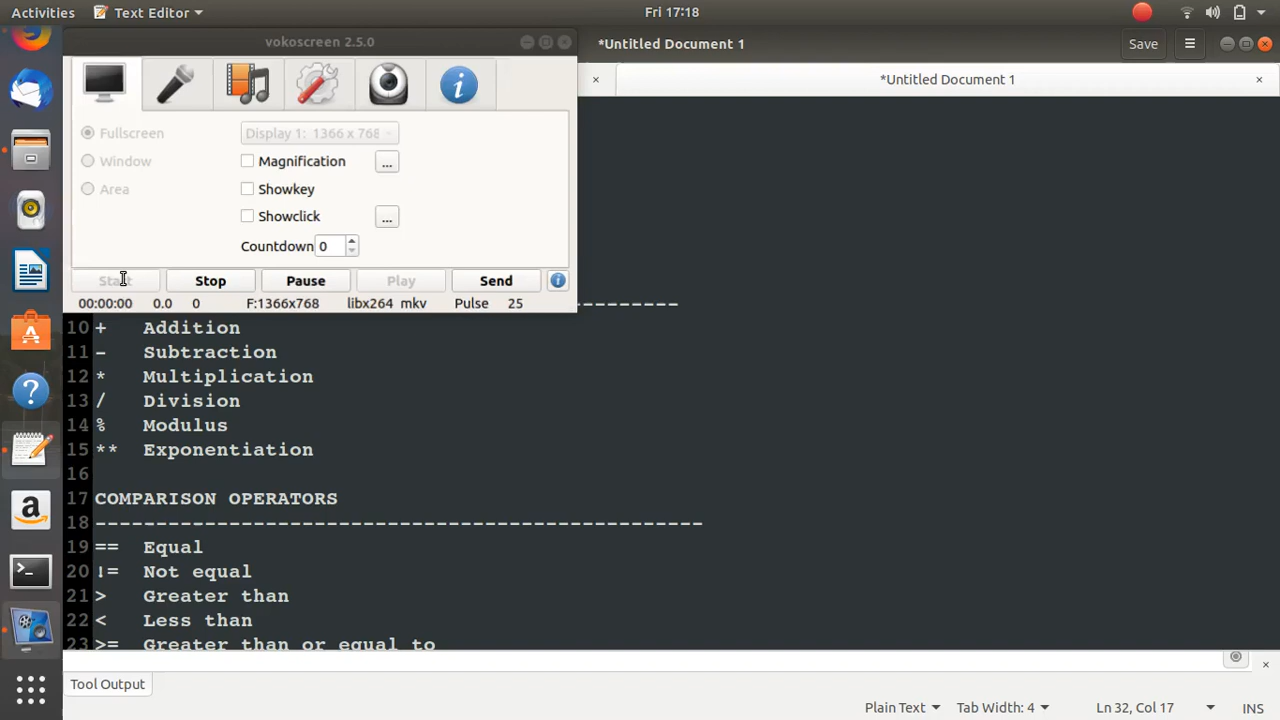 Activities Text Editor Fri 17:18
vokoscreen 2.5.0
*Untitled Document 1
Save
*Untitled Document 1
Fullscreen
Display 1: 1366 x 768
Window
Magnification
...
Area
Showkey
Showclick
...
Countdown 0
Start Stop Pause Play Send
00:00:00 0.0 0 F:1366x768 libx264 mkv Pulse 25
10 + Addition
11 - Subtraction
12 * Multiplication
13 / Division
14 % Modulus
15 ** Exponentiation
16
17 COMPARISON OPERATORS
18 --------------------------------------------------
19 == Equal
20 != Not equal
21 > Greater than
22 < Less than
23 >= Greater than or equal to
Tool Output
Plain Text Tab Width: 4 Ln 32, Col 17 INS